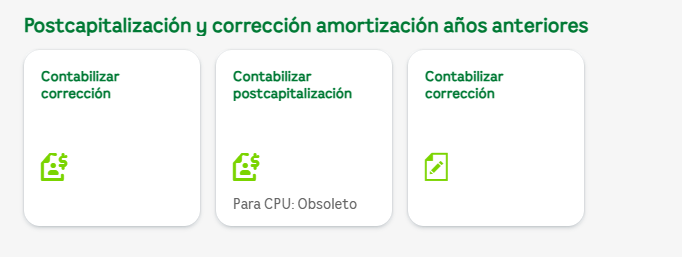 Postcapitalización y corrección amortización años anteriores
Contabilizar
corrección
Contabilizar
postcapitalización
Para CPU: Obsoleto
Contabilizar
corrección